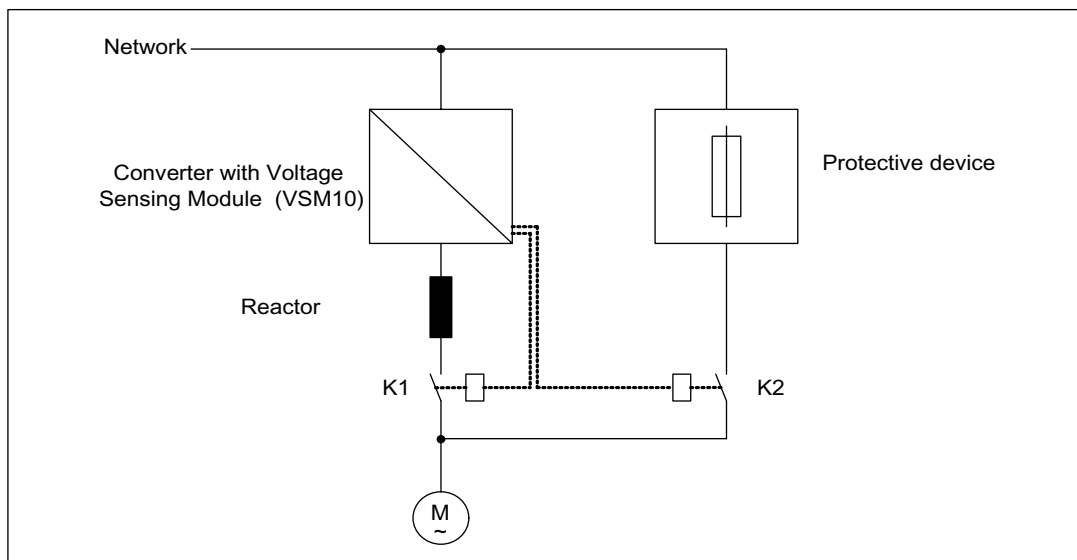 Network
Converter with Voltage
Sensing Module (VSM10)
Protective device
Reactor
K1
K2
M
~